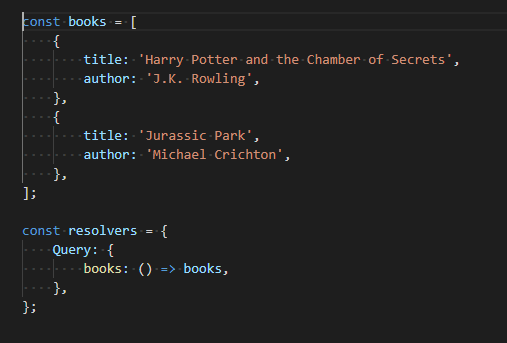 const books = [
    {
        title: 'Harry Potter and the Chamber of Secrets',
        author: 'J.K. Rowling',
    },
    {
        title: 'Jurassic Park',
        author: 'Michael Crichton',
    },
];

const resolvers = {
    Query: {
        books: () => books,
    },
};